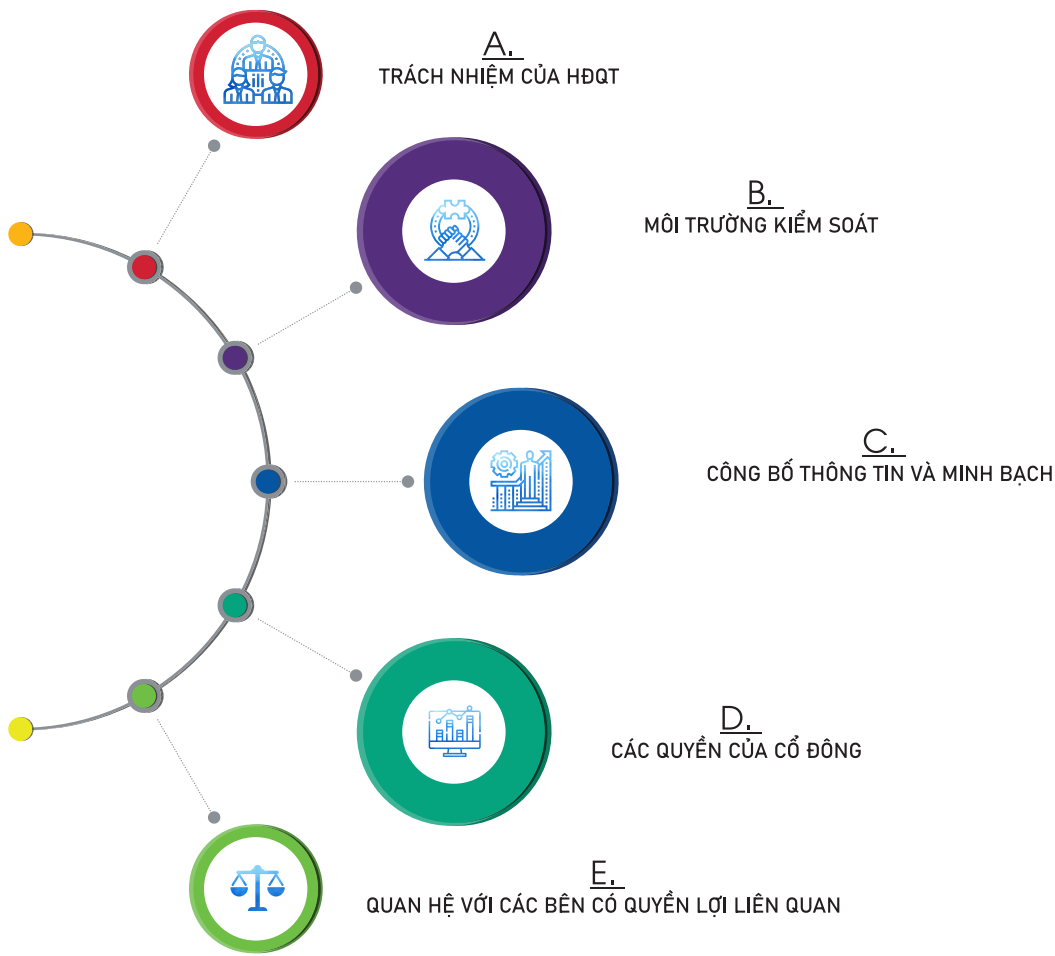 A.
TRÁCH NHIỆM CỦA HĐQT
B.
MÔI TRƯỜNG KIỂM SOÁT
C.
CÔNG BỐ THÔNG TIN VÀ MINH BẠCH
D.
CÁC QUYỀN CỦA CỔ ĐÔNG
E.
QUAN HỆ VỚI CÁC BÊN CÓ QUYỀN LỢI LIÊN QUAN